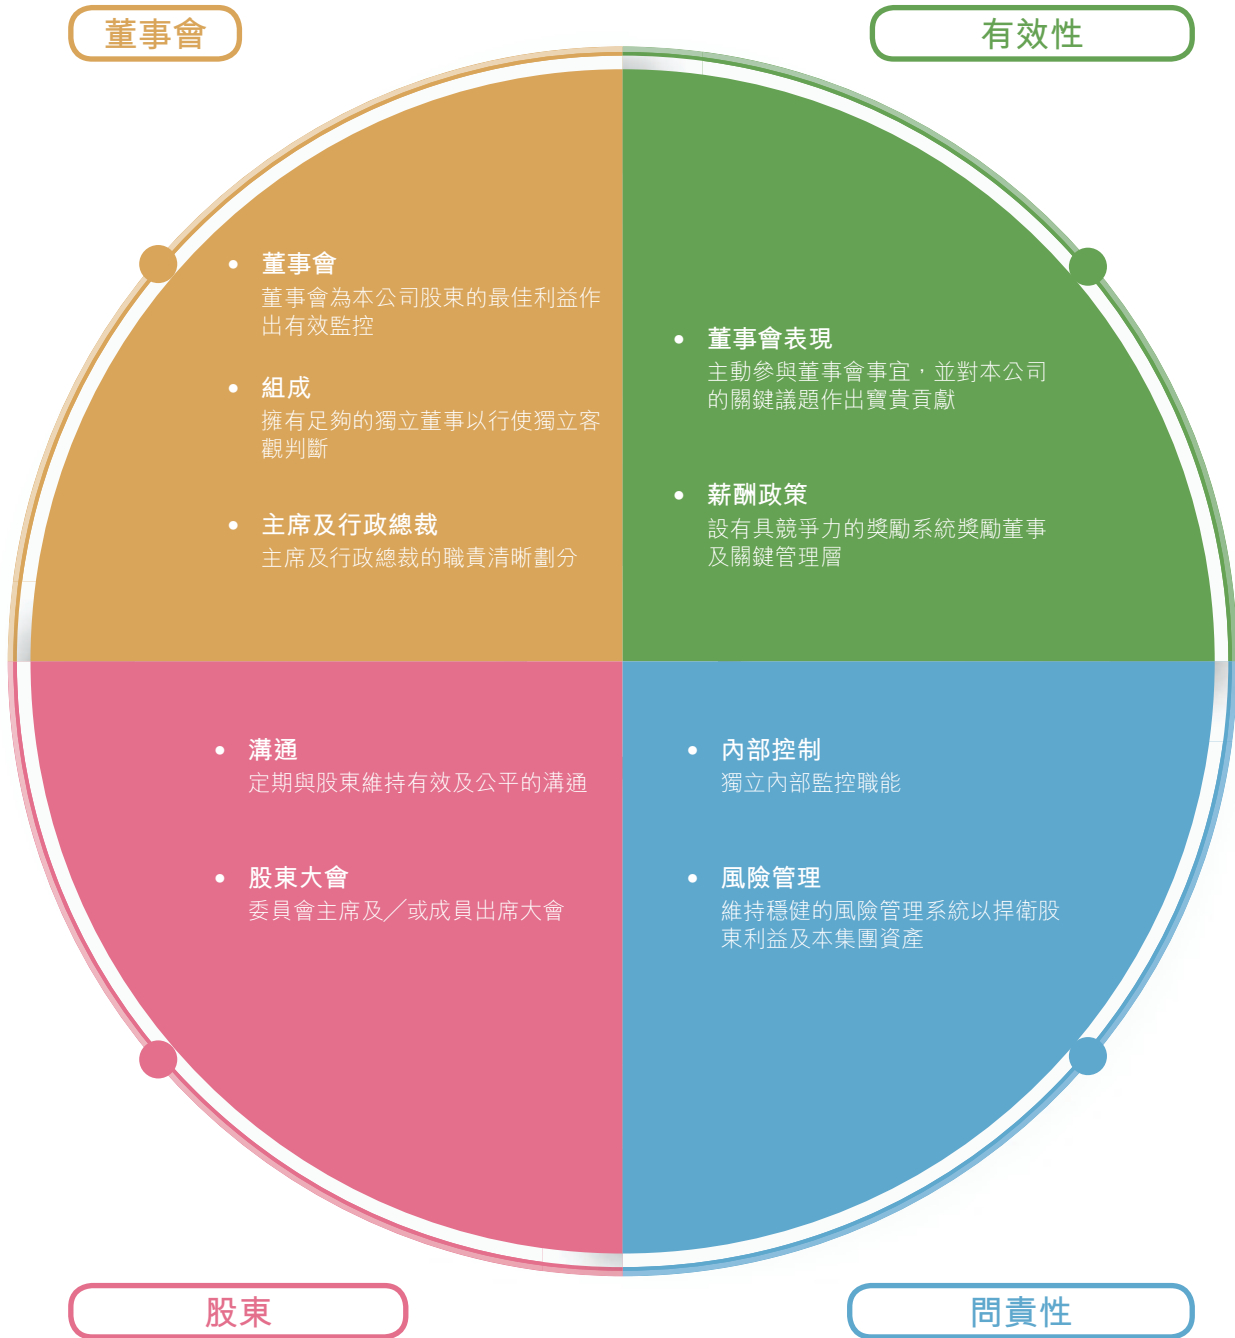 董事會
有效性
• 董事會
董事會為本公司股東的最佳利益作
出有效監控
• 組成
擁有足夠的獨立董事以行使獨立客
觀判斷
• 主席及行政總裁
主席及行政總裁的職責清晰劃分
• 董事會表現
主動參與董事會事宜，並對本公司
的關鍵議題作出寶貴貢獻
• 薪酬政策
設有具競爭力的獎勵系統獎勵董事
及關鍵管理層
• 溝通
定期與股東維持有效及公平的溝通
• 股東大會
委員會主席及╱或成員出席大會
• 內部控制
獨立內部監控職能
• 風險管理
維持穩健的風險管理系統以捍衛股
東利益及本集團資產
股東
問責性